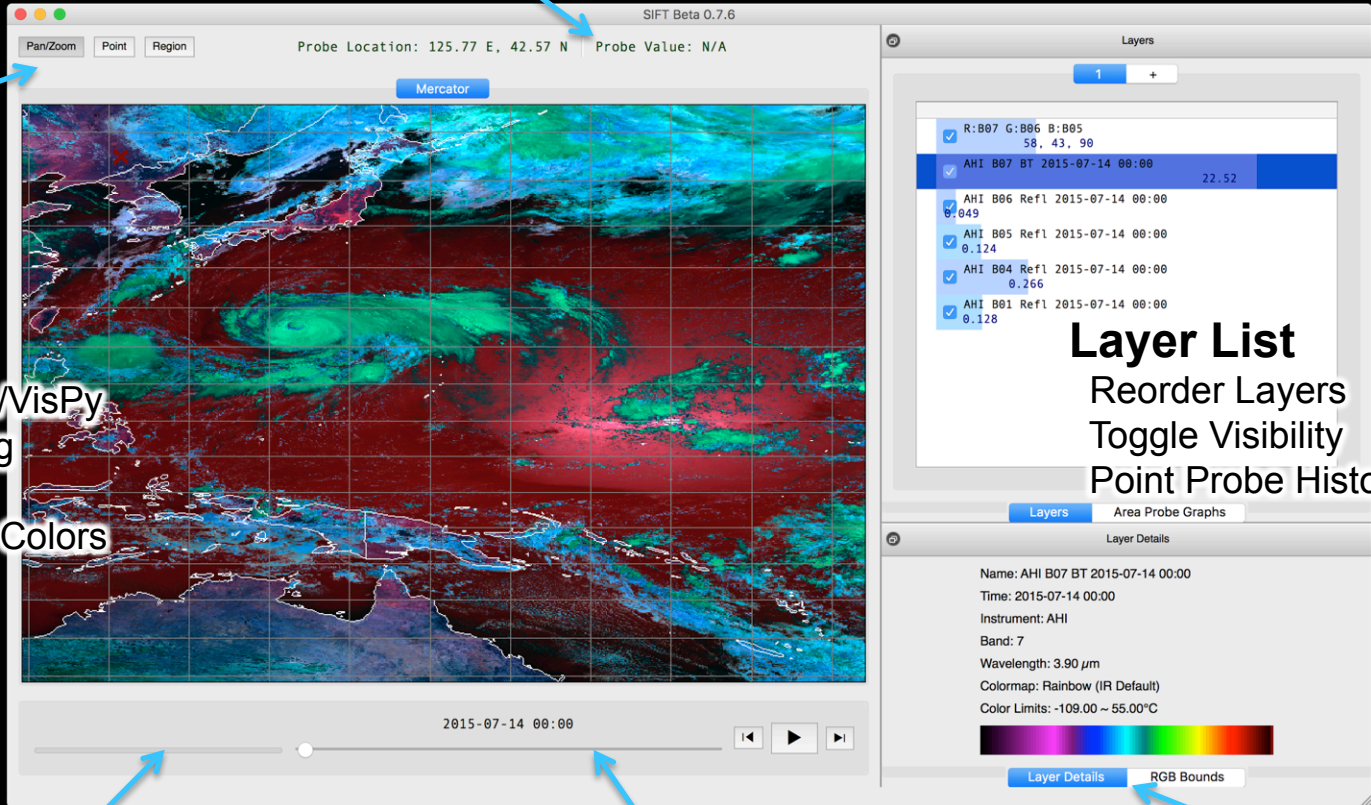 SIFT Beta 0.7.6
Pan/Zoom Point Region
Probe Location: 125.77 E, 42.57 N Probe Value: N/A
Mercator
/VisPy
g
Colors
2015-07-14 00:00
Layers
1 +
R:B07 G:B06 B:B05
58, 43, 90
AHI B07 BT 2015-07-14 00:00
22.52
AHI B06 Refl 2015-07-14 00:00
0.049
AHI B05 Refl 2015-07-14 00:00
0.124
AHI B04 Refl 2015-07-14 00:00
0.266
AHI B01 Refl 2015-07-14 00:00
0.128
Layer List
Reorder Layers
Toggle Visibility
Point Probe Histo
Layers Area Probe Graphs
Layer Details
Name: AHI B07 BT 2015-07-14 00:00
Time: 2015-07-14 00:00
Instrument: AHI
Band: 7
Wavelength: 3.90 µm
Colormap: Rainbow (IR Default)
Color Limits: -109.00 ~ 55.00°C
Layer Details RGB Bounds